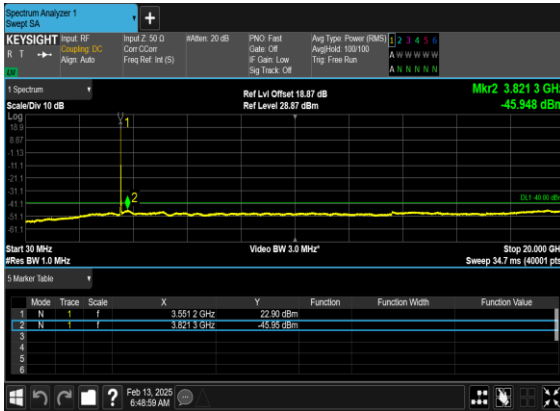 Spectrum Analyzer 1
Swept SA
+
KEYSIGHT Input: RF Input Z: 50 Ω #Atten: 20 dB PNO: Fast Avg Type: Power (RMS) 1 2 3 4 5 6
R T Coupling: DC Corr CCorr Gate: Off Avg|Hold: 100/100 A W W W W W
Align: Auto Freq Ref: Int (S) IF Gain: Low Trig: Free Run
Sig Track: Off A N N N N N
1 Spectrum
Scale/Div 10 dB
Ref Lvl Offset 18.87 dB
Ref Level 28.87 dBm
Mkr2 3.821 3 GHz
-45.948 dBm
Log
18.9
8.87
-1.13
-11.1
-21.1
-31.1
-41.1
-51.1
-61.1
1
2
DL1 -40.00 dBm
Start 30 MHz Video BW 3.0 MHz* Stop 20.000 GHz
#Res BW 1.0 MHz Sweep 34.7 ms (40001 pts)
5 Marker Table
Mode Trace Scale X Y Function Function Width Function Value
1 N 1 f 3.551 2 GHz 22.90 dBm
2 N 1 f 3.821 3 GHz -45.95 dBm
3
4
5
6
? Feb 13, 2025
6:48:59 AM